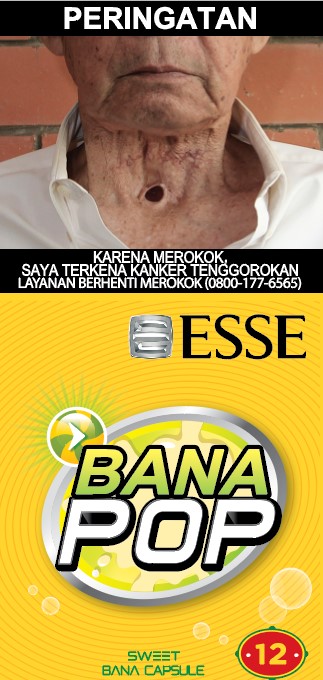 PERINGATAN
KARENA MEROKOK,
SAYA TERKENA KANKER TENGGOROKAN
LAYANAN BERHENTI MEROKOK (0800-177-6565)
ESSE
BANA
POP
SWEET
BANA CAPSULE
12